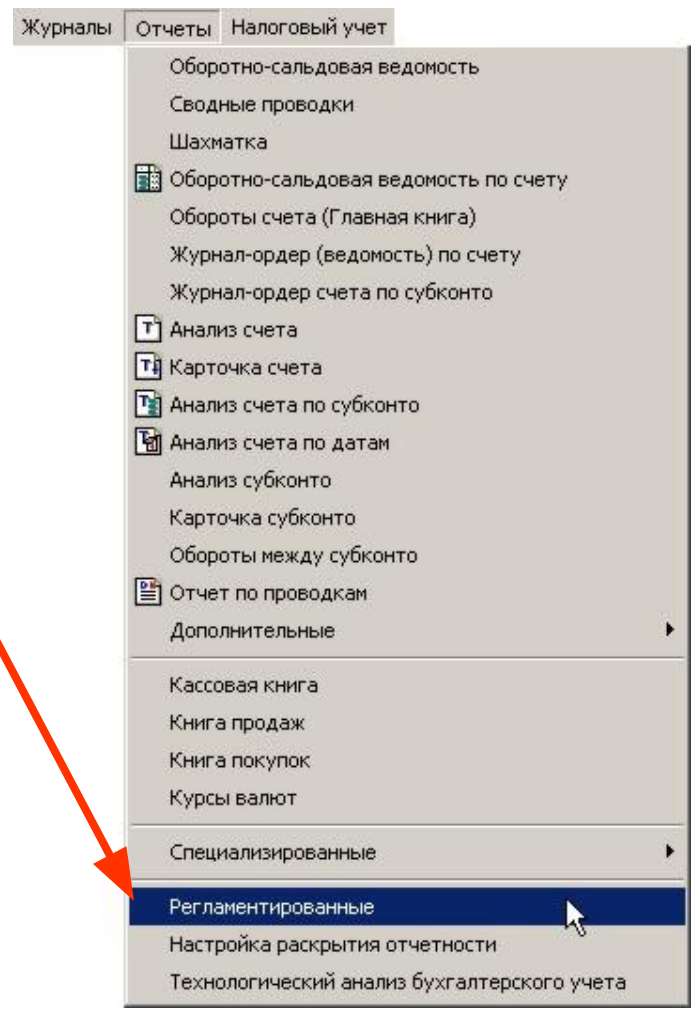 Журналы Отчеты Налоговый учет
Оборотно-сальдовая ведомость
Сводные проводки
Шахматка
Оборотно-сальдовая ведомость по счету
Обороты счета (Главная книга)
Журнал-ордер (ведомость) по счету
Журнал-ордер счета по субконто
Анализ счета
Карточка счета
Анализ счета по субконто
Анализ счета по датам
Анализ субконто
Карточка субконто
Обороты между субконто
Отчет по проводкам
Дополнительные
Кассовая книга
Книга продаж
Книга покупок
Курсы валют
Специализированные
Регламентированные
Настройка раскрытия отчетности
Технологический анализ бухгалтерского учета